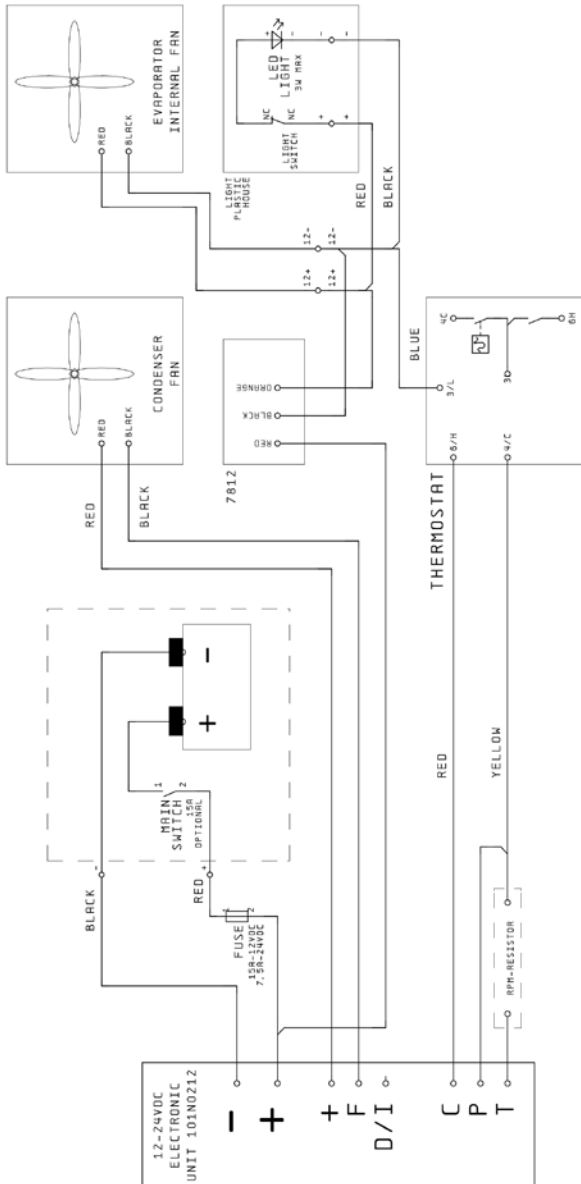 EVAPORATOR
INTERNAL FAN
RED
BLACK
+
-
-
-
LED
LIGHT
3W MAX
NC
NC
+
+
LIGHT
SWITCH
LIGHT
PLASTIC
HOUSE
RED
BLACK
12-
12-
12+
12+
CONDENSER
FAN
RED
BLACK
RED
BLACK
ORANGE
BLACK
RED
7812
BLUE
4C
3
6H
3/L
6/H
4/C
THERMOSTAT
-
+
1
2
MAIN
SWITCH
15A
OPTIONAL
-
+
BLACK
RED
1
2
FUSE
15A-12VDC
7.5A-24VDC
RED
YELLOW
RPM-RESISTOR
12-24VDC
ELECTRONIC
UNIT 101N0212
-
+
+
F
D/I
C
P
T